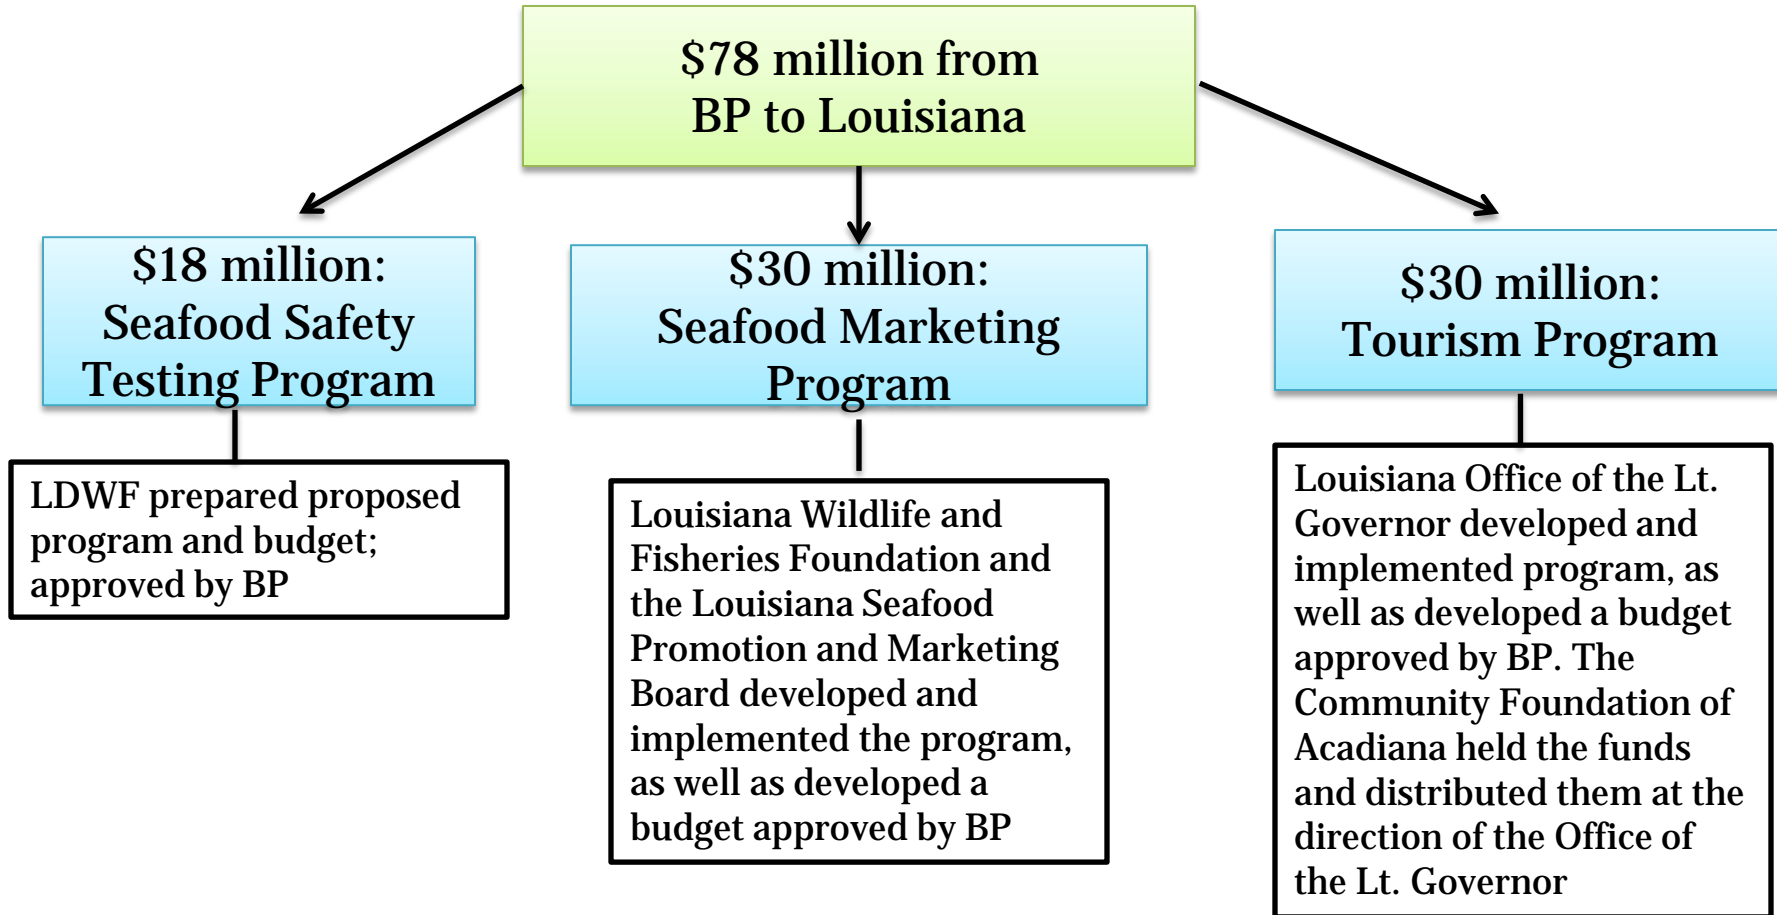 $78 million from
BP to Louisiana
$18 million:
Seafood Safety
Testing Program
$30 million:
Seafood Marketing
Program
$30 million:
Tourism Program
LDWF prepared proposed
program and budget;
approved by BP
Louisiana Wildlife and
Fisheries Foundation and
the Louisiana Seafood
Promotion and Marketing
Board developed and
implemented the program,
as well as developed a
budget approved by BP
Louisiana Office of the Lt.
Governor developed and
implemented program, as
well as developed a budget
approved by BP. The
Community Foundation of
Acadiana held the funds
and distributed them at the
direction of the Office of
the Lt. Governor